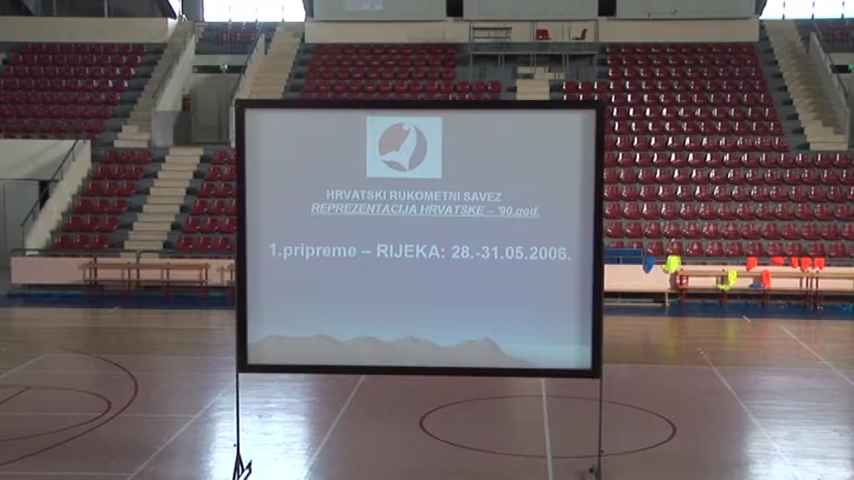 HRVATSKI RUKOMETNI SAVEZ
REPREZENTACIJA HRVATSKE – '90.god.
1.pripreme – RIJEKA: 28.-31.05.2006.